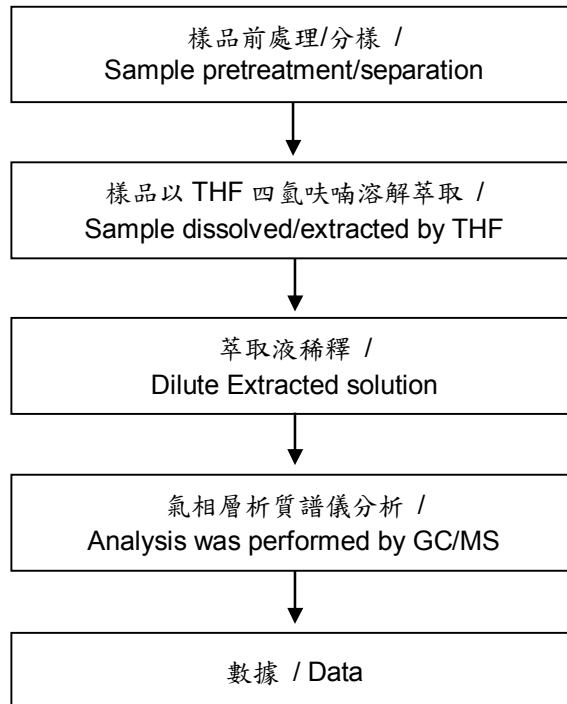 樣品前處理/分樣 /
Sample pretreatment/separation
樣品以 THF 四氫呋喃溶解萃取 /
Sample dissolved/extracted by THF
萃取液稀釋 /
Dilute Extracted solution
氣相層析質譜儀分析 /
Analysis was performed by GC/MS
數據 / Data